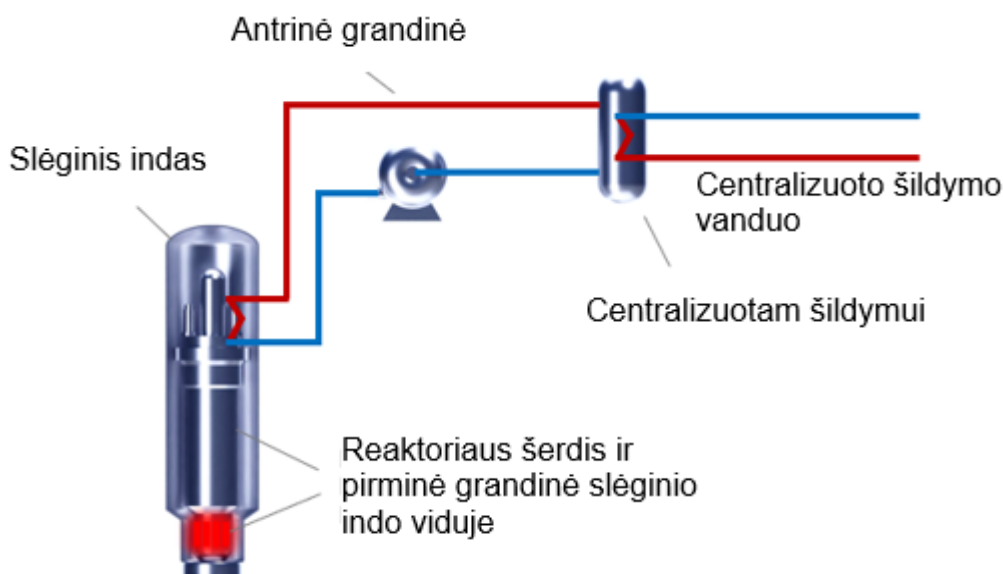 Antrinė grandinė
Slėginis indas
Centralizuoto šildymo
vanduo
Centralizuotam šildymui
Reaktoriaus šerdis ir
pirminė grandinė slėginio
indo viduje